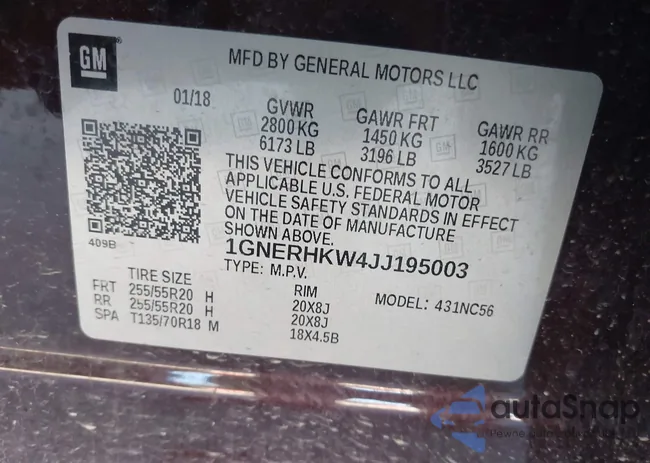 GM
MFD BY GENERAL MOTORS LLC
01/18
GVWR
2800 KG
6173 LB
GAWR FRT
1450 KG
3196 LB
GAWR RR
1600 KG
3527 LB
THIS VEHICLE CONFORMS TO ALL
APPLICABLE U.S. FEDERAL MOTOR
VEHICLE SAFETY STANDARDS IN EFFECT
ON THE DATE OF MANUFACTURE
SHOWN ABOVE.
409B
1GNERHKW4JJ195003
TYPE: M.P.V.
MODEL: 431NC56
TIRE SIZE RIM
FRT 255/55R20 H 20X8J
RR 255/55R20 H 20X8J
SPA T135/70R18 M 18X4.5B
autoSnap